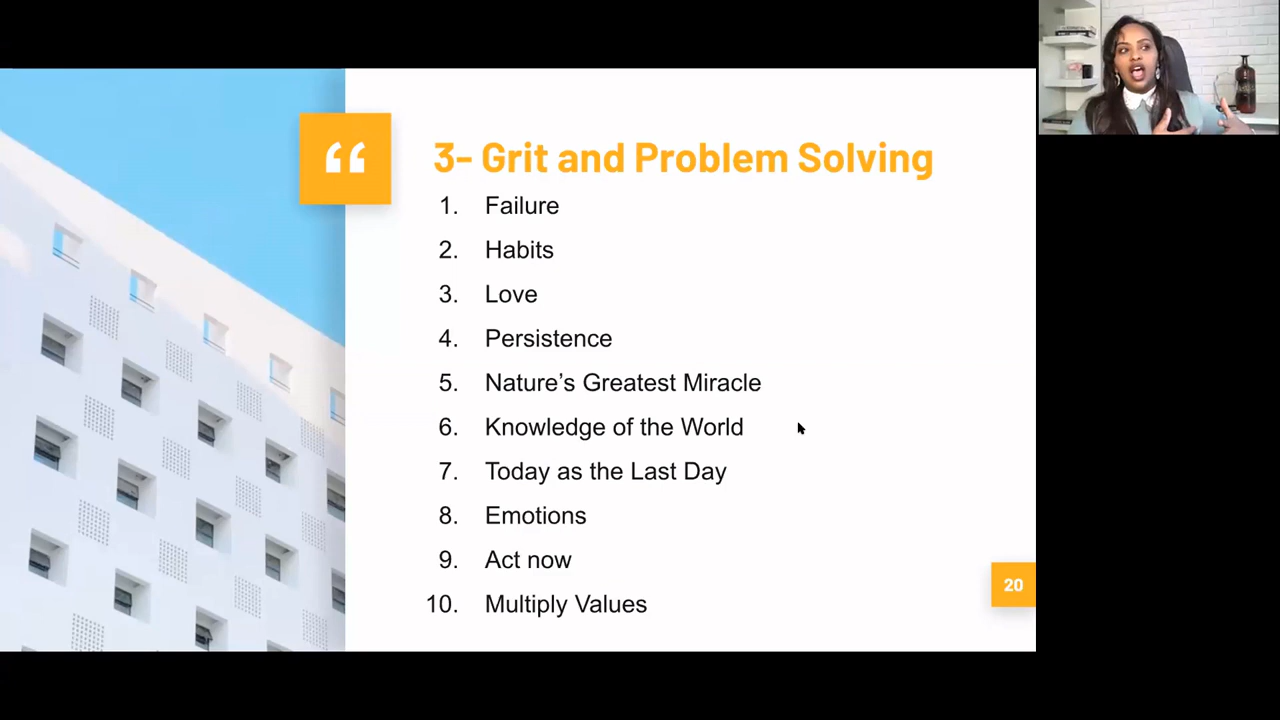 “
3- Grit and Problem Solving
1. Failure
2. Habits
3. Love
4. Persistence
5. Nature’s Greatest Miracle
6. Knowledge of the World
7. Today as the Last Day
8. Emotions
9. Act now
10. Multiply Values
20